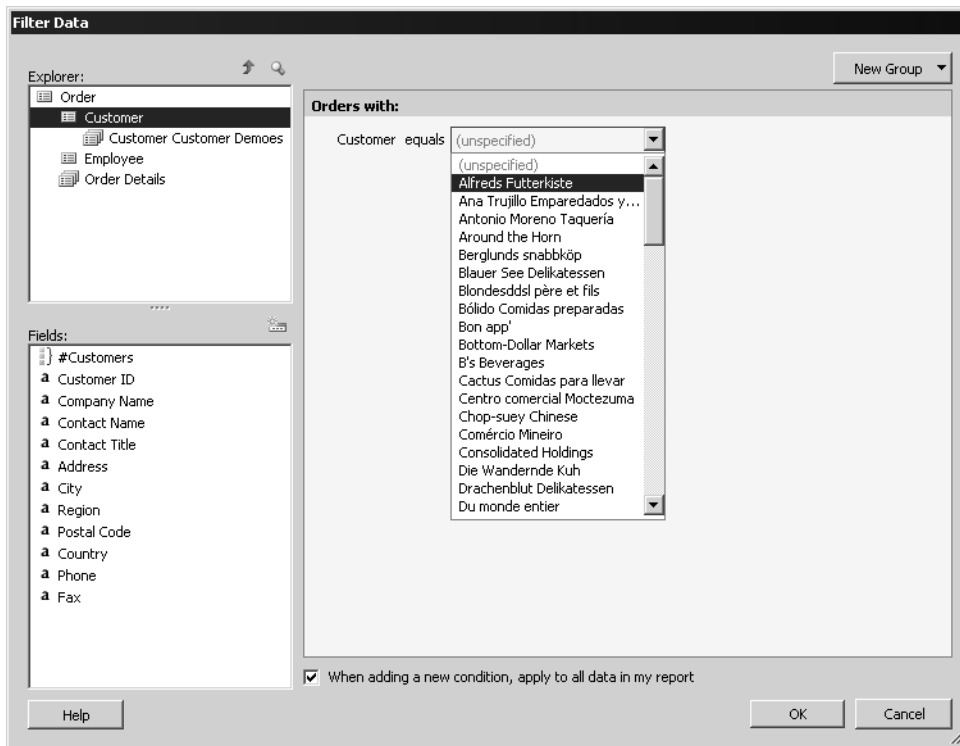 Filter Data
Explorer:
New Group
Order
Customer
Customer Customer Demoes
Employee
Order Details
Orders with:
Customer equals (unspecified)
(unspecified)
Alfreds Futterkiste
Ana Trujillo Emparedados y...
Antonio Moreno Taquería
Around the Horn
Berglunds snabbköp
Blauer See Delikatessen
Blondesddsl père et fils
Bólido Comidas preparadas
Bon app'
Bottom-Dollar Markets
B's Beverages
Cactus Comidas para llevar
Centro comercial Moctezuma
Chop-suey Chinese
Comércio Mineiro
Consolidated Holdings
Die Wandernde Kuh
Drachenblut Delikatessen
Du monde entier
Fields:
#Customers
a Customer ID
a Company Name
a Contact Name
a Contact Title
a Address
a City
a Region
a Postal Code
a Country
a Phone
a Fax
When adding a new condition, apply to all data in my report
Help
OK
Cancel